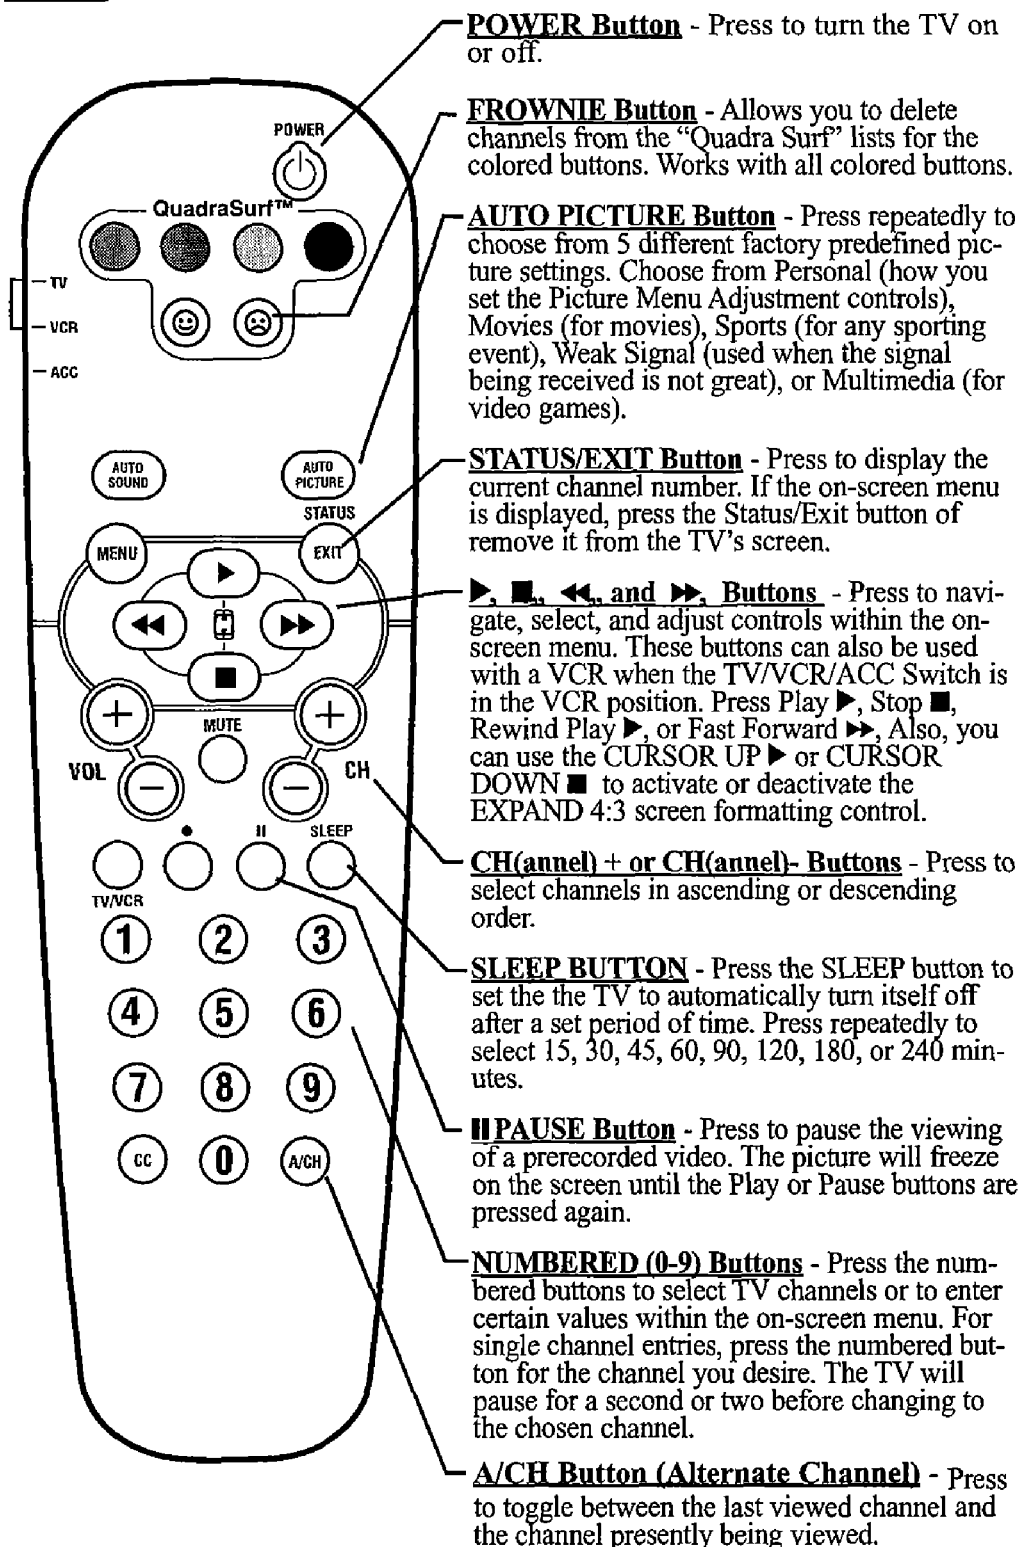 POWER Button - Press to turn the TV on
or off.
FROWNIE Button - Allows you to delete
channels from the “Quadra Surf” lists for the
colored buttons. Works with all colored buttons.
AUTO PICTURE Button - Press repeatedly to
choose from 5 different factory predefined pic-
ture settings. Choose from Personal (how you
set the Picture Menu Adjustment controls),
Movies (for movies), Sports (for any sporting
event), Weak Signal (used when the signal
being received is not great), or Multimedia (for
video games).
STATUS/EXIT Button - Press to display the
current channel number. If the on-screen menu
is displayed, press the Status/Exit button of
remove it from the TV's screen.
▶, ■,, ◀◀,, and ▶▶, Buttons - Press to navi-
gate, select, and adjust controls within the on-
screen menu. These buttons can also be used
with a VCR when the TV/VCR/ACC Switch is
in the VCR position. Press Play ▶, Stop ■,
Rewind Play ▶, or Fast Forward ▶▶, Also, you
can use the CURSOR UP ▶ or CURSOR
DOWN ■ to activate or deactivate the
EXPAND 4:3 screen formatting control.
CH(annel) + or CH(annel)- Buttons - Press to
select channels in ascending or descending
order.
SLEEP BUTTON - Press the SLEEP button to
set the the TV to automatically turn itself off
after a set period of time. Press repeatedly to
select 15, 30, 45, 60, 90, 120, 180, or 240 min-
utes.
II PAUSE Button - Press to pause the viewing
of a prerecorded video. The picture will freeze
on the screen until the Play or Pause buttons are
pressed again.
NUMBERED (0-9) Buttons - Press the num-
bered buttons to select TV channels or to enter
certain values within the on-screen menu. For
single channel entries, press the numbered but-
ton for the channel you desire. The TV will
pause for a second or two before changing to
the chosen channel.
A/CH Button (Alternate Channel) - Press
to toggle between the last viewed channel and
the channel presently being viewed.
POWER
QuadraSurf™
TV
VCR
ACC
AUTO
SOUND
AUTO
PICTURE
STATUS
MENU
EXIT
+
MUTE
+
VOL
−
−
CH
● II SLEEP
TV/VCR
1 2 3
4 5 6
7 8 9
CC 0 A/CH